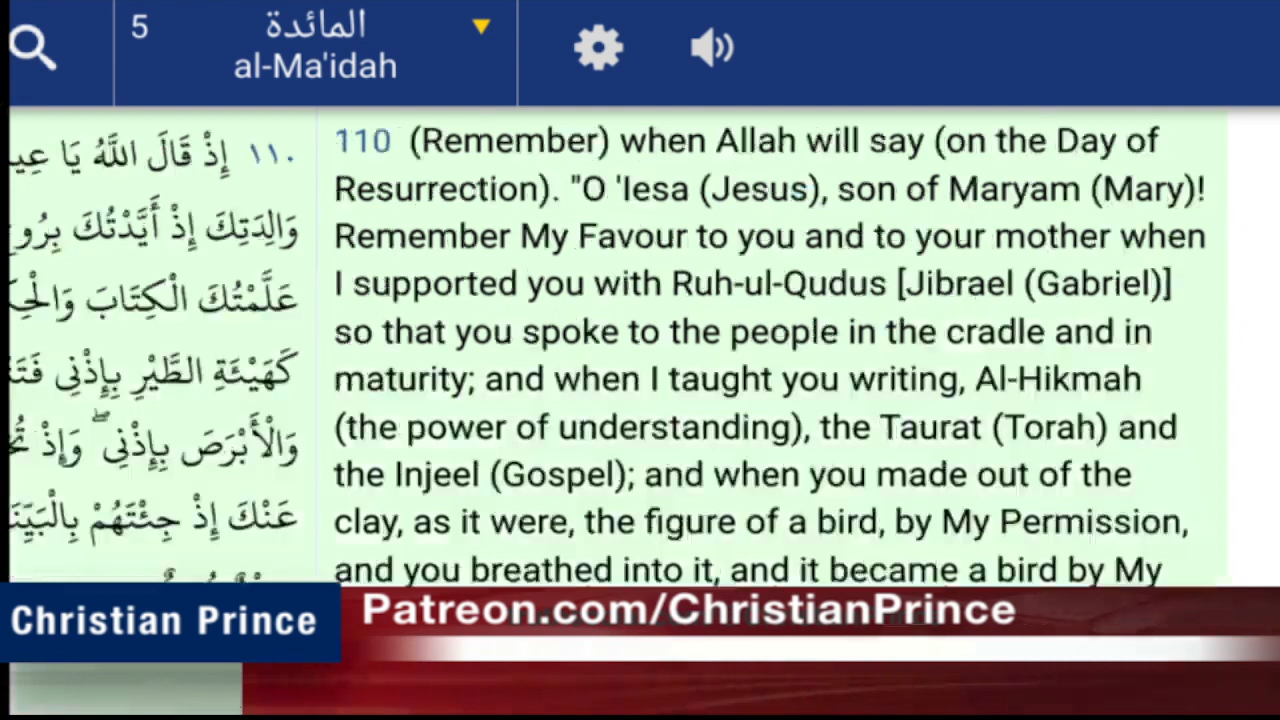 5
المائدة
al-Ma'idah
١١٠ إِذْ قَالَ اللَّهُ يَا
وَالِدَتِكَ إِذْ أَيَّدْتُكَ
عَلَّمْتُكَ الْكِتَابَ
كَهَيْئَةِ الطَّيْرِ بِإِذْنِي
وَالْأَبْرَصَ بِإِذْنِي ۖ وَإِذْ
عَنْكَ إِذْ جِئْتَهُمْ
110 (Remember) when Allah will say (on the Day of
Resurrection). "O 'Iesa (Jesus), son of Maryam (Mary)!
Remember My Favour to you and to your mother when
I supported you with Ruh-ul-Qudus [Jibrael (Gabriel)]
so that you spoke to the people in the cradle and in
maturity; and when I taught you writing, Al-Hikmah
(the power of understanding), the Taurat (Torah) and
the Injeel (Gospel); and when you made out of the
clay, as it were, the figure of a bird, by My Permission,
and you breathed into it, and it became a bird by My
Christian Prince
Patreon.com/ChristianPrince